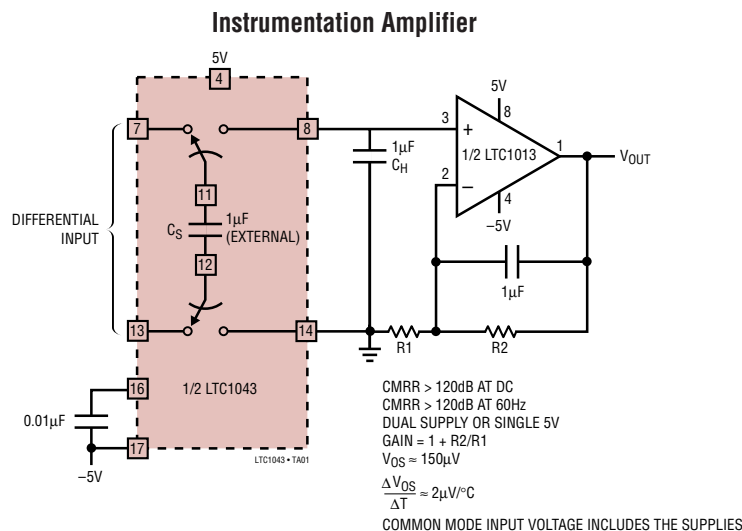 Instrumentation Amplifier
5V
4
7
8
11
CS
1µF
(EXTERNAL)
12
DIFFERENTIAL
INPUT
13
14
16
1/2 LTC1043
0.01µF
17
–5V
LTC1043 • TA01
1µF
CH
5V
3
8
+
1/2 LTC1013
1
VOUT
2
–
4
–5V
1µF
R1
R2
CMRR > 120dB AT DC
CMRR > 120dB AT 60Hz
DUAL SUPPLY OR SINGLE 5V
GAIN = 1 + R2/R1
VOS ≈ 150µV
ΔVOS
ΔT
≈ 2µV/°C
COMMON MODE INPUT VOLTAGE INCLUDES THE SUPPLIES